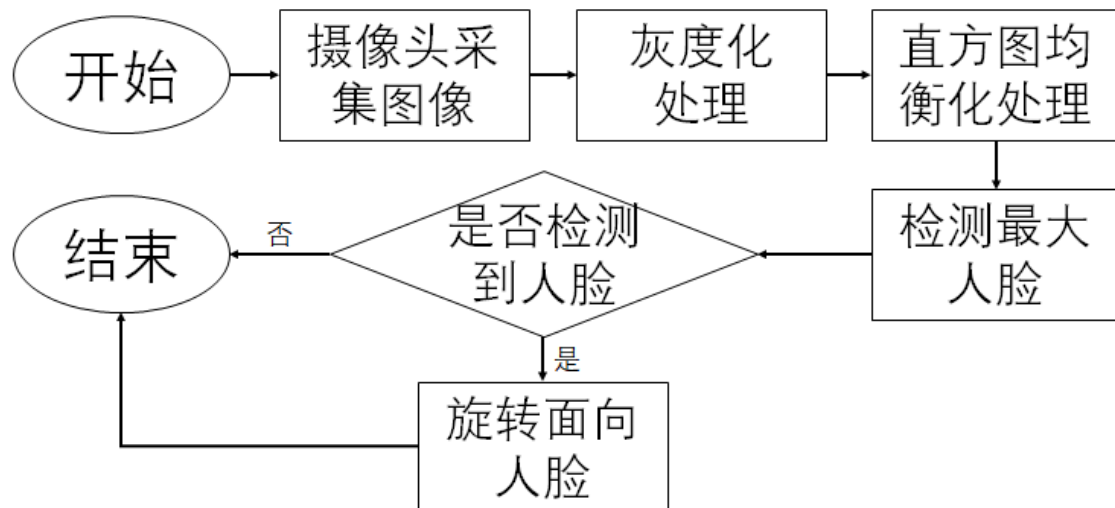 开始
摄像头采
集图像
灰度化
处理
直方图均
衡化处理
检测最大
人脸
是否检测
到人脸
否
结束
是
旋转面向
人脸